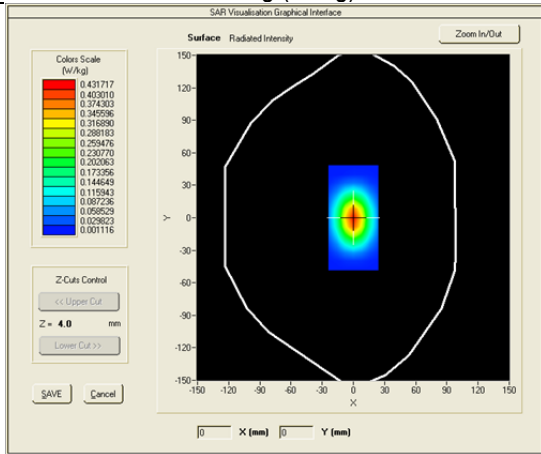 SAR Visualisation Graphical Interface
Surface Radiated Intensity
Zoom In/Out
Colors Scale
(W/kg)
0.431717
0.403010
0.374303
0.345596
0.316890
0.288183
0.259476
0.230770
0.202063
0.173356
0.144649
0.115943
0.087236
0.058529
0.029823
0.001116
Z-Cuts Control
<< Upper Cut
Z = 4.0 mm
Lower Cut >>
SAVE Cancel
150-
120-
90-
60-
30-
0-
-30-
-60-
-90-
-120-
-150-
Y
-150 -120 -90 -60 -30 0 30 60 90 120 150
X
0 X (mm) 0 Y (mm)